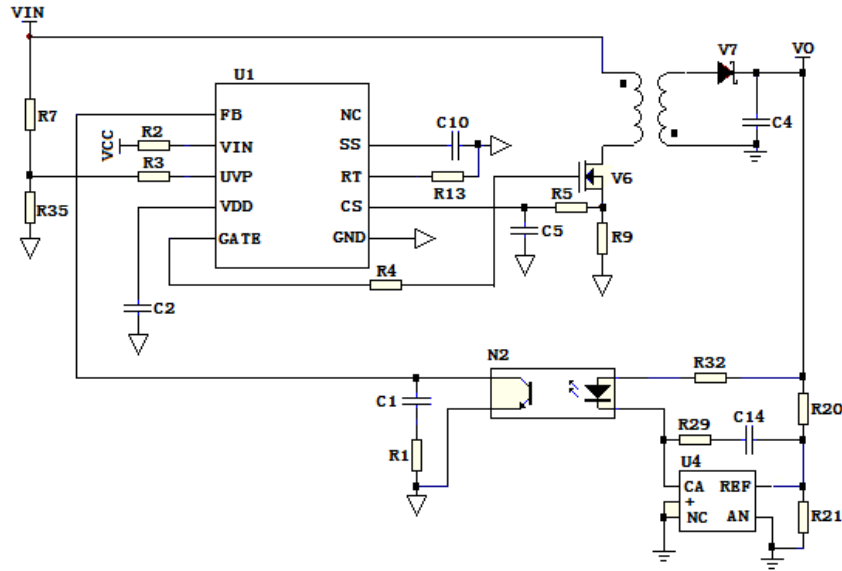 VIN
V7
VO
U1
R7
FB
NC
C10
C4
R2
VCC
VIN
SS
R3
UVP
RT
R13
V6
R35
VDD
CS
R5
GATE
GND
C5
R9
R4
C2
N2
R32
C1
C14
R20
R29
R1
U4
CA
REF
+
NC
AN
R21